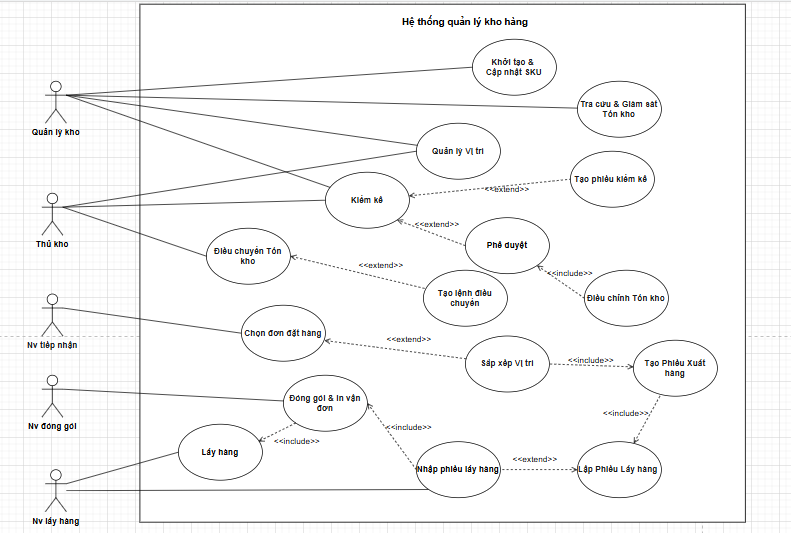 Hệ thống quản lý kho hàng
Khởi tạo &
Cập nhật SKU
Tra cứu & Giám sát
Tồn kho
Quản lý kho
Quản lý Vị trí
Tạo phiếu kiểm kê
<<extend>>
Kiểm kê
Thủ kho
<<extend>>
Phê duyệt
Điều chuyển Tồn
kho
<<extend>>
<<include>>
Tạo lệnh điều
chuyển
Điều chỉnh Tồn kho
Nv tiếp nhận
Chọn đơn đặt hàng
<<extend>>
Sắp xếp Vị trí
<<include>>
Tạo Phiếu Xuất
hàng
Nv đóng gói
Đóng gói & In vận
đơn
<<include>>
<<include>>
<<include>>
Lấy hàng
Nhập phiếu lấy hàng
<<extend>>
Lập Phiếu Lấy hàng
Nv lấy hàng